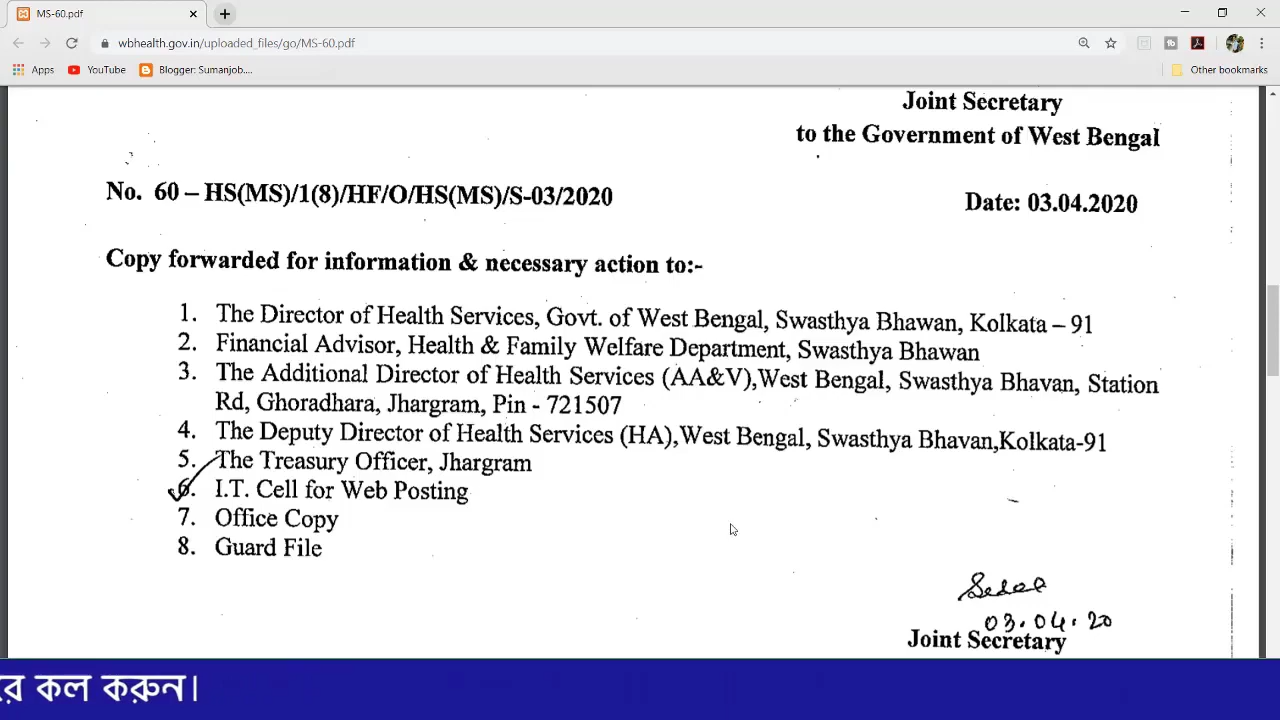 MS-60.pdf
wbhealth.gov.in/uploaded_files/go/MS-60.pdf
Apps YouTube Blogger: Sumanjob.... Other bookmarks
Joint Secretary
to the Government of West Bengal
No. 60 – HS(MS)/1(8)/HF/O/HS(MS)/S-03/2020 Date: 03.04.2020
Copy forwarded for information & necessary action to:-
1. The Director of Health Services, Govt. of West Bengal, Swasthya Bhawan, Kolkata – 91
2. Financial Advisor, Health & Family Welfare Department, Swasthya Bhawan
3. The Additional Director of Health Services (AA&V),West Bengal, Swasthya Bhavan, Station
Rd, Ghoradhara, Jhargram, Pin - 721507
4. The Deputy Director of Health Services (HA),West Bengal, Swasthya Bhavan,Kolkata-91
5. The Treasury Officer, Jhargram
6. I.T. Cell for Web Posting
7. Office Copy
8. Guard File
03.04.20
Joint Secretary
রে কল করুন।